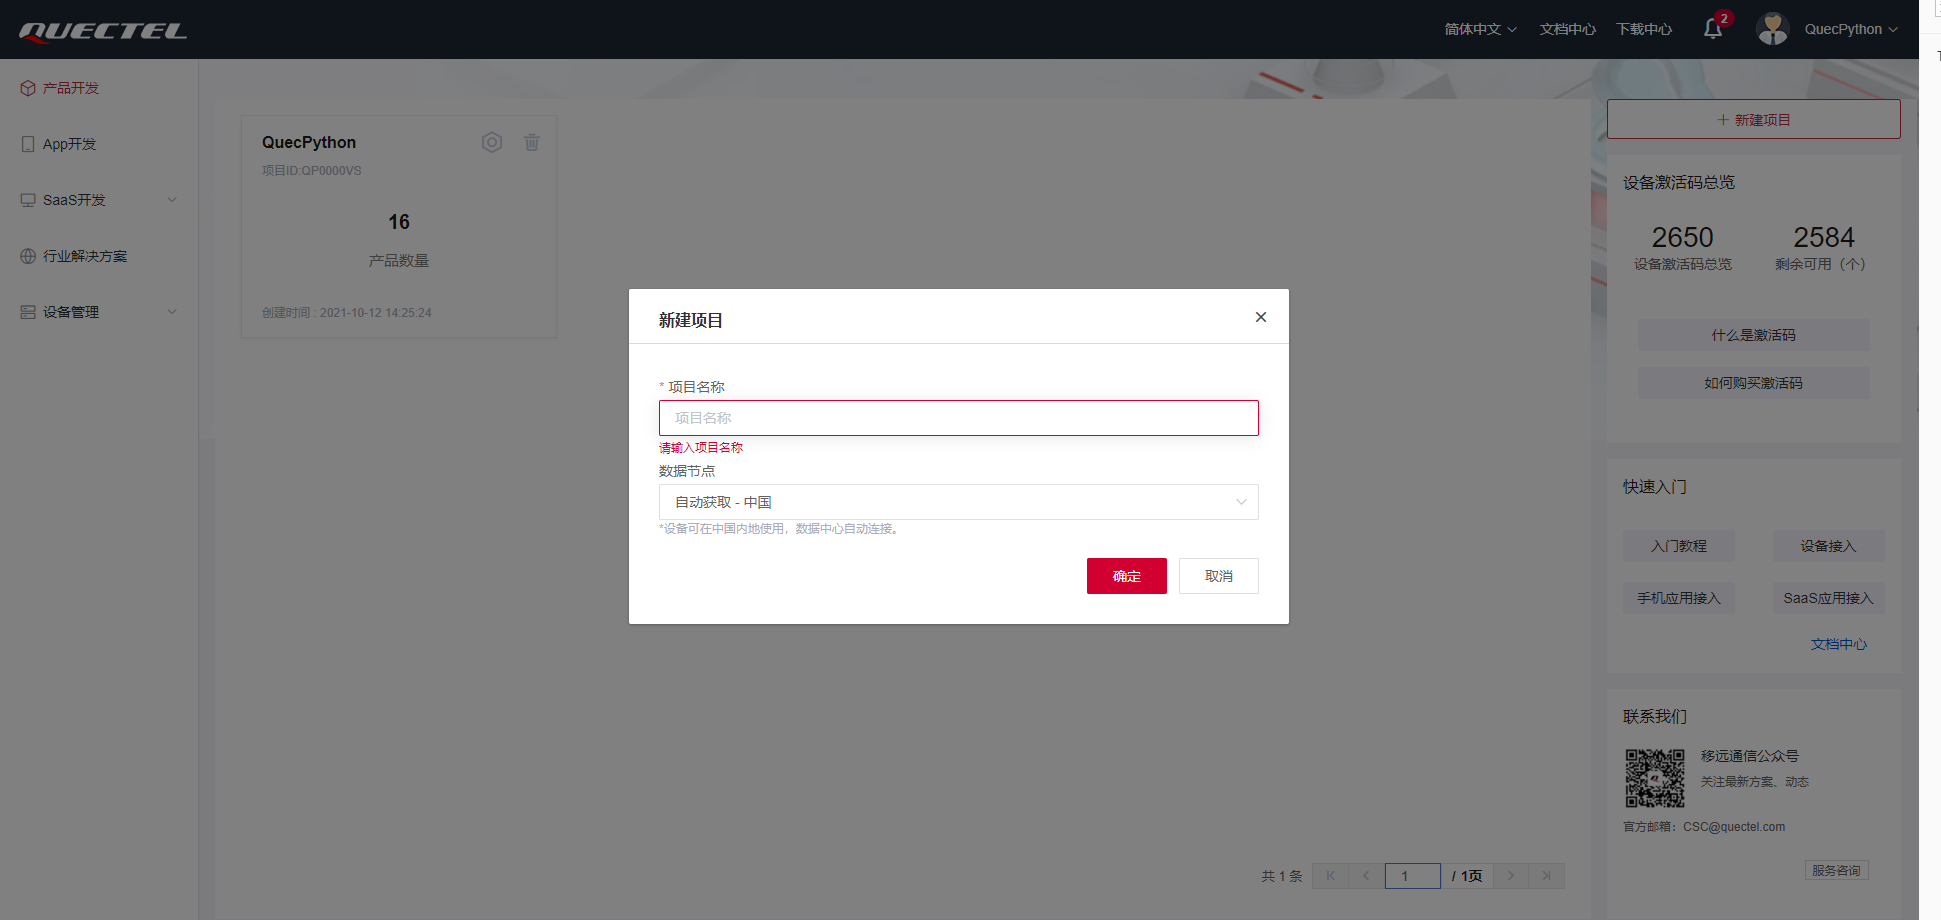 QUECTEL
简体中文
文档中心
下载中心
2
QuecPython
产品开发
App开发
SaaS开发
行业解决方案
设备管理
QuecPython
项目ID:QP0000VS
16
产品数量
创建时间 : 2021-10-12 14:25:24
新建项目
* 项目名称
项目名称
请输入项目名称
数据节点
自动获取 - 中国
*设备可在中国内地使用，数据中心自动连接。
确定
取消
共 1 条
1
/ 1页
+ 新建项目
设备激活码总览
2650
设备激活码总览
2584
剩余可用（个）
什么是激活码
如何购买激活码
快速入门
入门教程
设备接入
手机应用接入
SaaS应用接入
文档中心
联系我们
移远通信公众号
关注最新方案、动态
官方邮箱：CSC@quectel.com
服务咨询